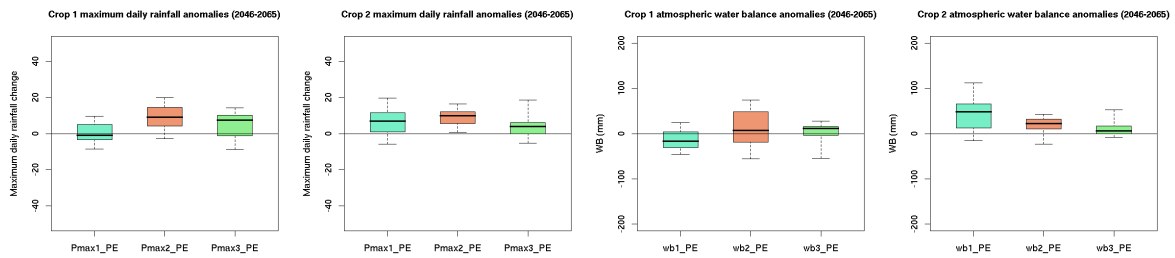 Crop 1 maximum daily rainfall anomalies (2046-2065)
Maximum daily rainfall change
40
20
0
-20
-40
Pmax1_PE Pmax2_PE Pmax3_PE
Crop 2 maximum daily rainfall anomalies (2046-2065)
Maximum daily rainfall change
40
20
0
-20
-40
Pmax1_PE Pmax2_PE Pmax3_PE
Crop 1 atmospheric water balance anomalies (2046-2065)
WB (mm)
200
100
0
-100
-200
wb1_PE wb2_PE wb3_PE
Crop 2 atmospheric water balance anomalies (2046-2065)
WB (mm)
200
100
0
-100
-200
wb1_PE wb2_PE wb3_PE